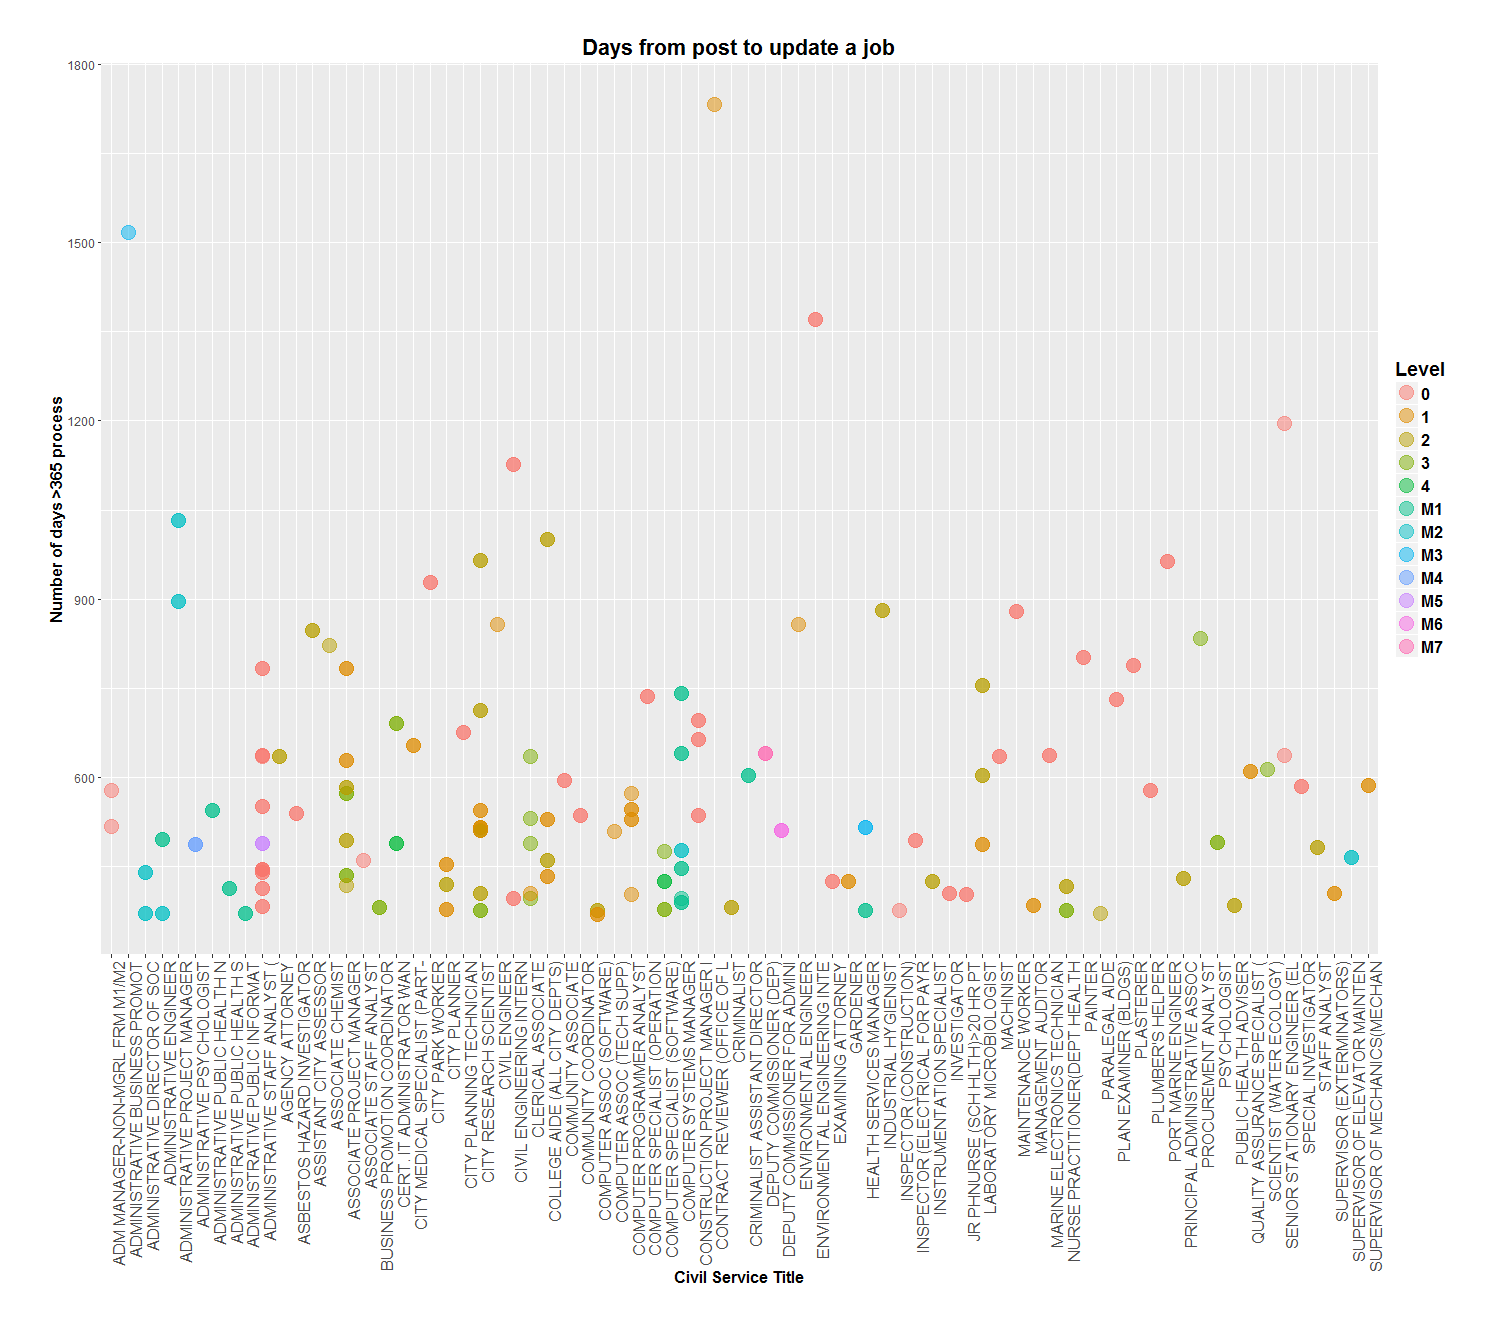 Days from post to update a job
1800
1500
1200
900
600
Number of days >365 process
ADM MANAGER-NON-MGRL FRM M1/M2
ADMINISTRATIVE BUSINESS PROMOT
ADMINISTRATIVE DIRECTOR OF SOC
ADMINISTRATIVE ENGINEER
ADMINISTRATIVE PROJECT MANAGER
ADMINISTRATIVE PSYCHOLOGIST
ADMINISTRATIVE PUBLIC HEALTH N
ADMINISTRATIVE PUBLIC HEALTH S
ADMINISTRATIVE PUBLIC INFORMAT
ADMINISTRATIVE STAFF ANALYST (
AGENCY ATTORNEY
ASBESTOS HAZARD INVESTIGATOR
ASSISTANT CITY ASSESSOR
ASSOCIATE CHEMIST
ASSOCIATE PROJECT MANAGER
ASSOCIATE STAFF ANALYST
BUSINESS PROMOTION COORDINATOR
CERT. IT ADMINISTRATOR WAN
CITY MEDICAL SPECIALIST (PART-
CITY PARK WORKER
CITY PLANNER
CITY PLANNING TECHNICIAN
CITY RESEARCH SCIENTIST
CIVIL ENGINEER
CIVIL ENGINEERING INTERN
CLERICAL ASSOCIATE
COLLEGE AIDE (ALL CITY DEPTS)
COMMUNITY ASSOCIATE
COMMUNITY COORDINATOR
COMPUTER ASSOC (SOFTWARE)
COMPUTER ASSOC (TECH SUPP)
COMPUTER PROGRAMMER ANALYST
COMPUTER SPECIALIST (OPERATION
COMPUTER SPECIALIST (SOFTWARE)
COMPUTER SYSTEMS MANAGER
CONSTRUCTION PROJECT MANAGER I
CONTRACT REVIEWER (OFFICE OF L
CRIMINALIST
CRIMINALIST ASSISTANT DIRECTOR
DEPUTY COMMISSIONER (DEP)
DEPUTY COMMISSIONER FOR ADMINI
ENVIRONMENTAL ENGINEER
ENVIRONMENTAL ENGINEERING INTE
EXAMINING ATTORNEY
GARDENER
HEALTH SERVICES MANAGER
INDUSTRIAL HYGIENIST
INSPECTOR (CONSTRUCTION)
INSPECTOR (ELECTRICAL FOR PAYR
INSTRUMENTATION SPECIALIST
INVESTIGATOR
JR PHNURSE (SCH HLTH)>20 HR PT
LABORATORY MICROBIOLOGIST
MACHINIST
MAINTENANCE WORKER
MANAGEMENT AUDITOR
MARINE ELECTRONICS TECHNICIAN
NURSE PRACTITIONER(DEPT HEALTH
PAINTER
PARALEGAL AIDE
PLAN EXAMINER (BLDGS)
PLASTERER
PLUMBER'S HELPER
PORT MARINE ENGINEER
PRINCIPAL ADMINISTRATIVE ASSOC
PROCUREMENT ANALYST
PSYCHOLOGIST
PUBLIC HEALTH ADVISER
QUALITY ASSURANCE SPECIALIST (
SCIENTIST (WATER ECOLOGY)
SENIOR STATIONARY ENGINEER (EL
SPECIAL INVESTIGATOR
STAFF ANALYST
SUPERVISOR (EXTERMINATORS)
SUPERVISOR OF ELEVATOR MAINTEN
SUPERVISOR OF MECHANICS(MECHAN
Civil Service Title
Level
0
1
2
3
4
M1
M2
M3
M4
M5
M6
M7